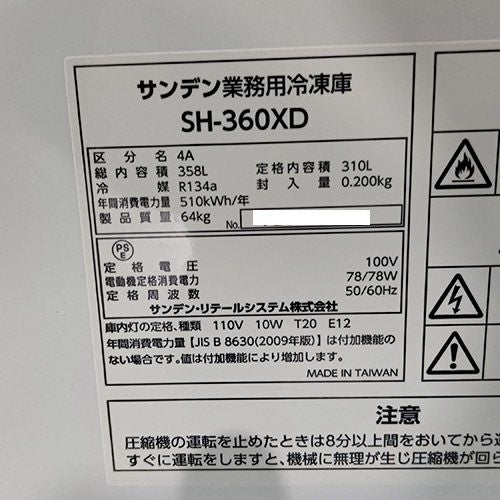 サンデン業務用冷凍庫
SH-360XD
区分名 4A
総内容積 358L 定格内容積 310L
冷媒 R134a 封入量 0.200kg
年間消費電力量 510kWh/年
製品質量 64kg No.
PS
E
定格電圧 100V
電動機定格消費電力 78/78W
定格周波数 50/60Hz
サンデン・リテールシステム株式会社
庫内灯の定格、種類 110V 10W T20 E12
年間消費電力量【JIS B 8630(2009年版)】は付加機能の
ない場合です。値は付加機能により増加します。
MADE IN TAIWAN
注意
圧縮機の運転を止めたときは8分以上間をおいてから
すぐに運転をしますと、機械に無理が生じ圧縮機が回ら